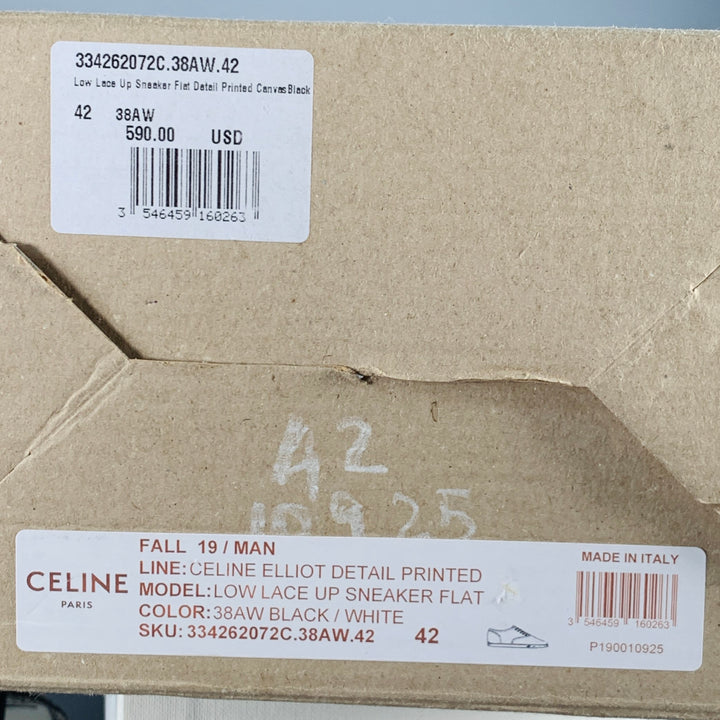 334262072C.38AW.42
Low Lace Up Sneaker Flat Detail Printed Canvas Black
42 38AW
590.00 USD
3 546459 160263
42
10925
FALL 19 / MAN
LINE: CELINE ELLIOT DETAIL PRINTED
MODEL: LOW LACE UP SNEAKER FLAT
COLOR: 38AW BLACK / WHITE
SKU: 334262072C.38AW.42 42
CELINE
PARIS
MADE IN ITALY
3 546459 160263
P190010925